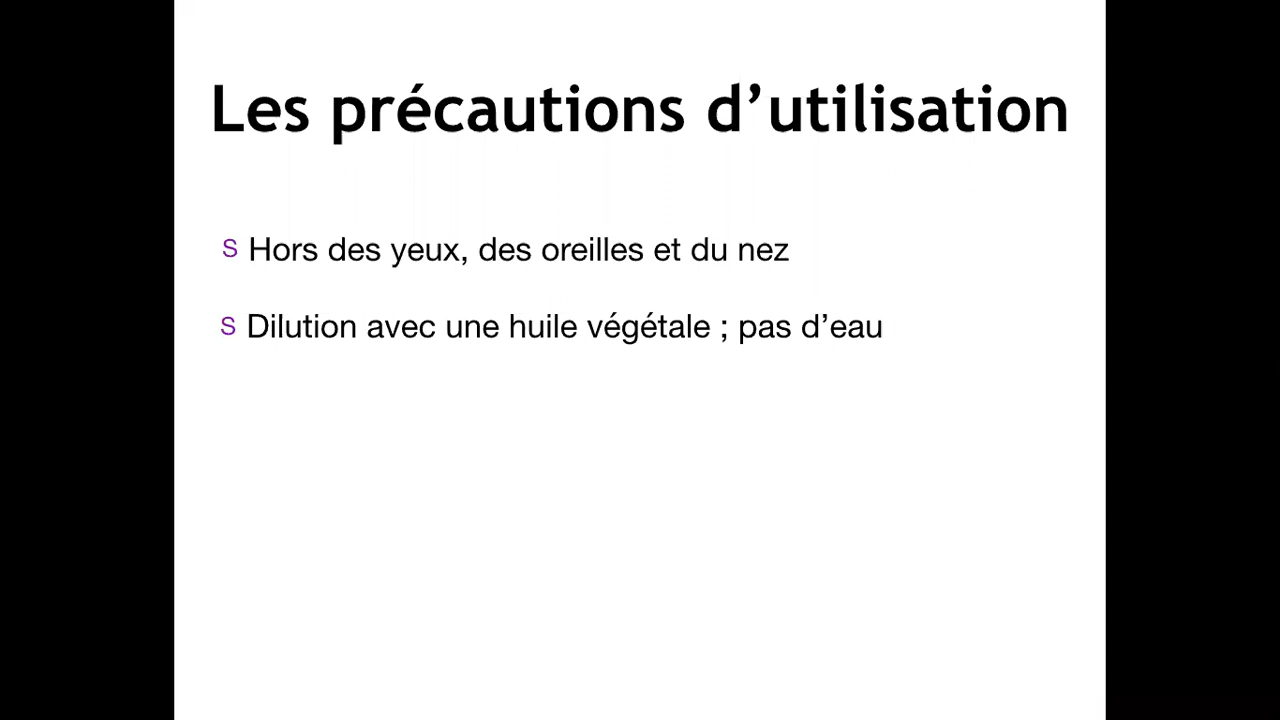 Les précautions d’utilisation
S Hors des yeux, des oreilles et du nez
S Dilution avec une huile végétale ; pas d’eau